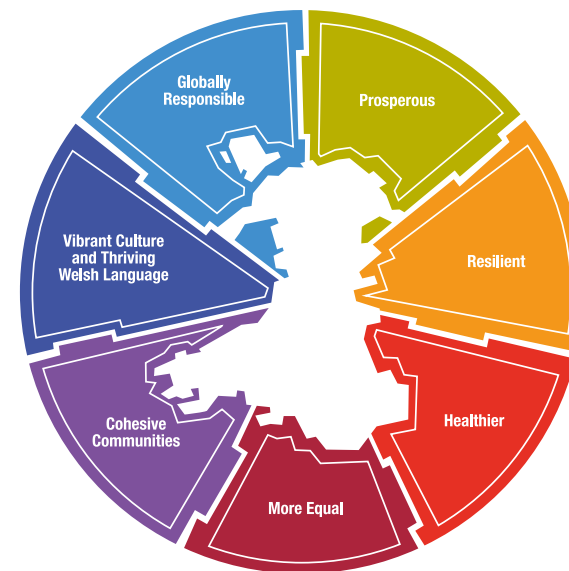 Globally
Responsible
Prosperous
Resilient
Healthier
More Equal
Cohesive
Communities
Vibrant Culture
and Thriving
Welsh Language